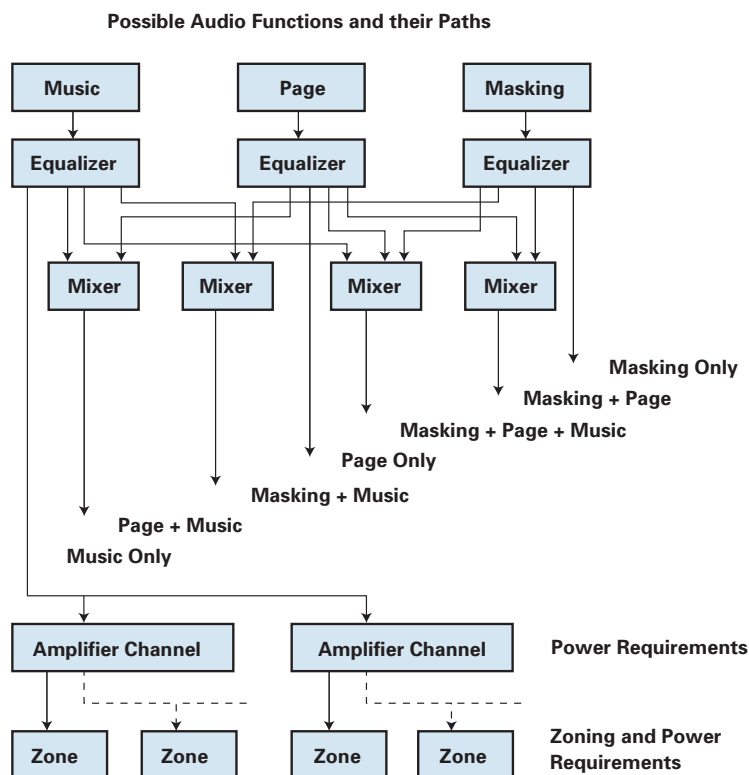 Possible Audio Functions and their Paths
Music
Page
Masking
Equalizer
Equalizer
Equalizer
Mixer
Mixer
Mixer
Mixer
Masking Only
Masking + Page
Masking + Page + Music
Page Only
Masking + Music
Page + Music
Music Only
Amplifier Channel
Amplifier Channel
Power Requirements
Zone
Zone
Zone
Zone
Zoning and Power
Requirements